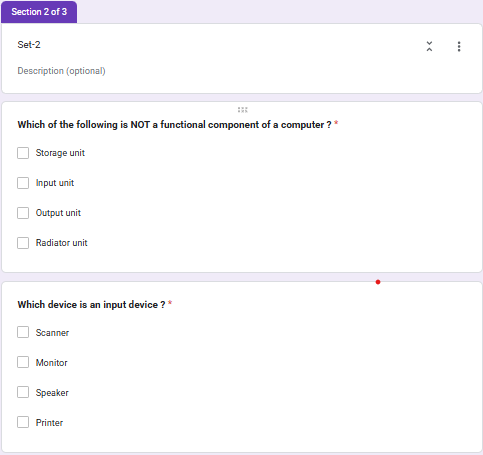 Section 2 of 3
Set-2
Description (optional)
Which of the following is NOT a functional component of a computer ? *
Storage unit
Input unit
Output unit
Radiator unit
Which device is an input device ? *
Scanner
Monitor
Speaker
Printer